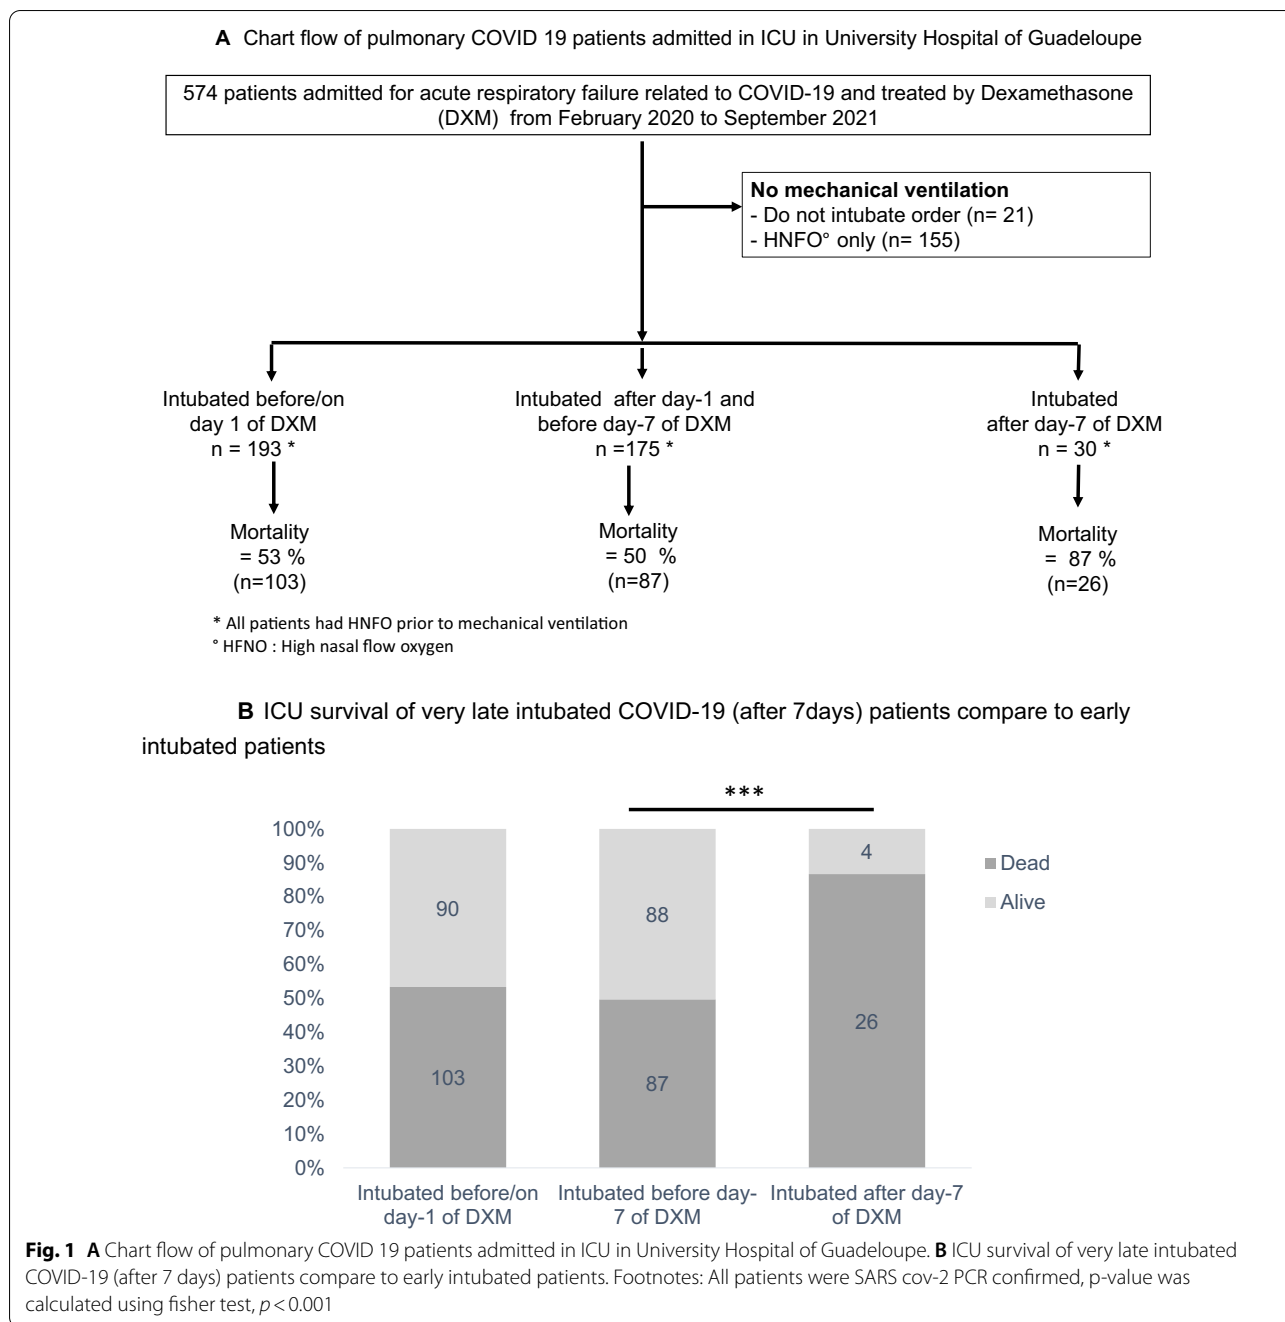 A Chart flow of pulmonary COVID 19 patients admitted in ICU in University Hospital of Guadeloupe
574 patients admitted for acute respiratory failure related to COVID-19 and treated by Dexamethasone
(DXM) from February 2020 to September 2021
No mechanical ventilation
- Do not intubate order (n= 21)
- HNFO° only (n= 155)
Intubated before/on
day 1 of DXM
n = 193 *
Intubated after day-1 and
before day-7 of DXM
n =175 *
Intubated
after day-7 of DXM
n = 30 *
Mortality
= 53 %
(n=103)
Mortality
= 50 %
(n=87)
Mortality
= 87 %
(n=26)
* All patients had HNFO prior to mechanical ventilation
° HFNO : High nasal flow oxygen
B ICU survival of very late intubated COVID-19 (after 7days) patients compare to early
intubated patients
***
100%
90%
80%
70%
60%
50%
40%
30%
20%
10%
0%
90
103
88
87
4
26
Dead
Alive
Intubated before/on
day-1 of DXM
Intubated before day-
7 of DXM
Intubated after day-7
of DXM
Fig. 1 A Chart flow of pulmonary COVID 19 patients admitted in ICU in University Hospital of Guadeloupe. B ICU survival of very late intubated
COVID-19 (after 7 days) patients compare to early intubated patients. Footnotes: All patients were SARS cov-2 PCR confirmed, p-value was
calculated using fisher test, p < 0.001